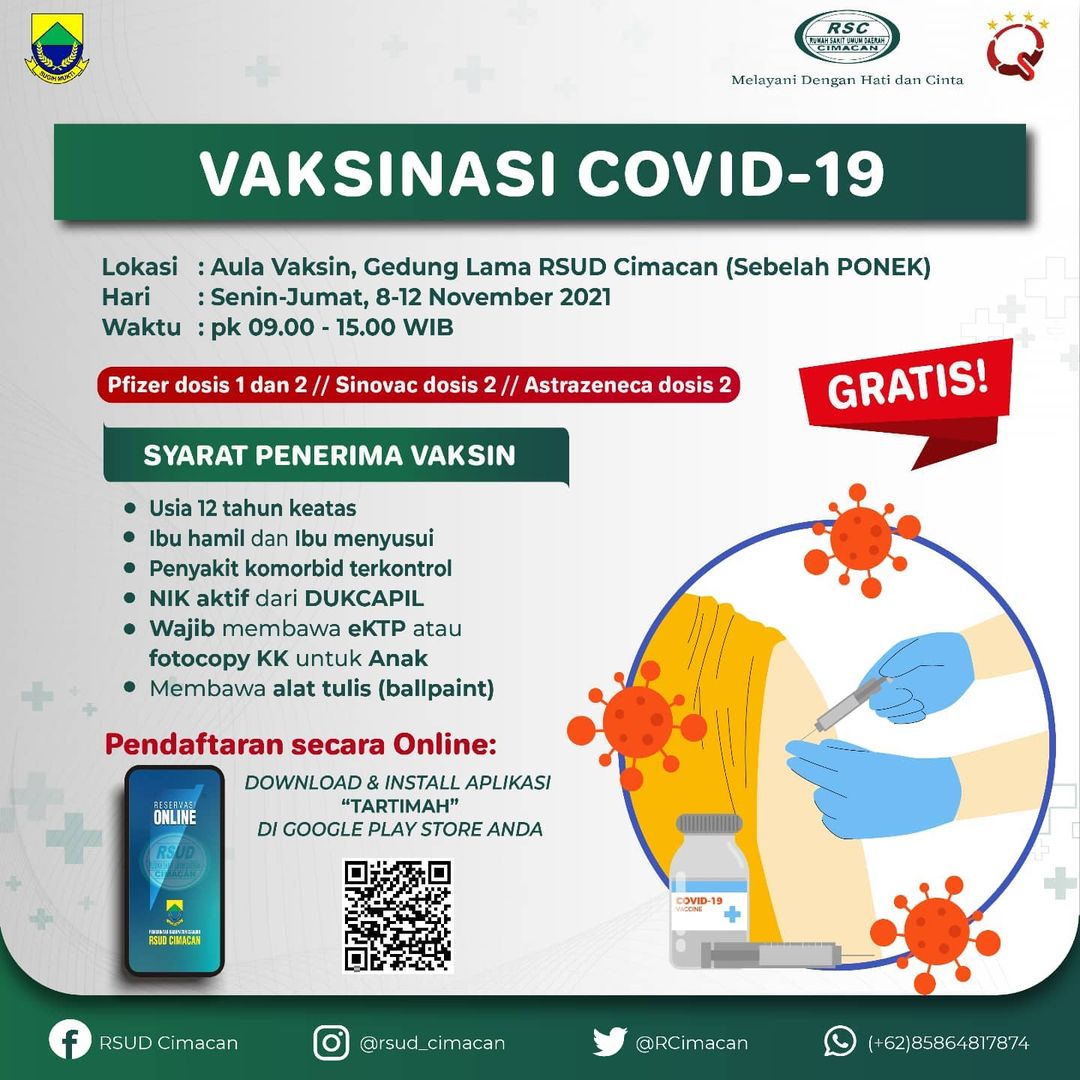 SUGIH MUKTI
RSC
RUMAH SAKIT UMUM DAERAH
CIMACAN
Melayani Dengan Hati dan Cinta
VAKSINASI COVID-19
Lokasi : Aula Vaksin, Gedung Lama RSUD Cimacan (Sebelah PONEK)
Hari : Senin-Jumat, 8-12 November 2021
Waktu : pk 09.00 - 15.00 WIB
Pfizer dosis 1 dan 2 // Sinovac dosis 2 // Astrazeneca dosis 2
GRATIS!
SYARAT PENERIMA VAKSIN
• Usia 12 tahun keatas
• Ibu hamil dan Ibu menyusui
• Penyakit komorbid terkontrol
• NIK aktif dari DUKCAPIL
• Wajib membawa eKTP atau
fotocopy KK untuk Anak
• Membawa alat tulis (ballpaint)
Pendaftaran secara Online:
DOWNLOAD & INSTALL APLIKASI
“TARTIMAH”
DI GOOGLE PLAY STORE ANDA
RESERVASI
ONLINE
RSUD
CIMACAN
RSUD CIMACAN
COVID-19
VACCINE
RSUD Cimacan
@rsud_cimacan
@RCimacan
(+62)85864817874